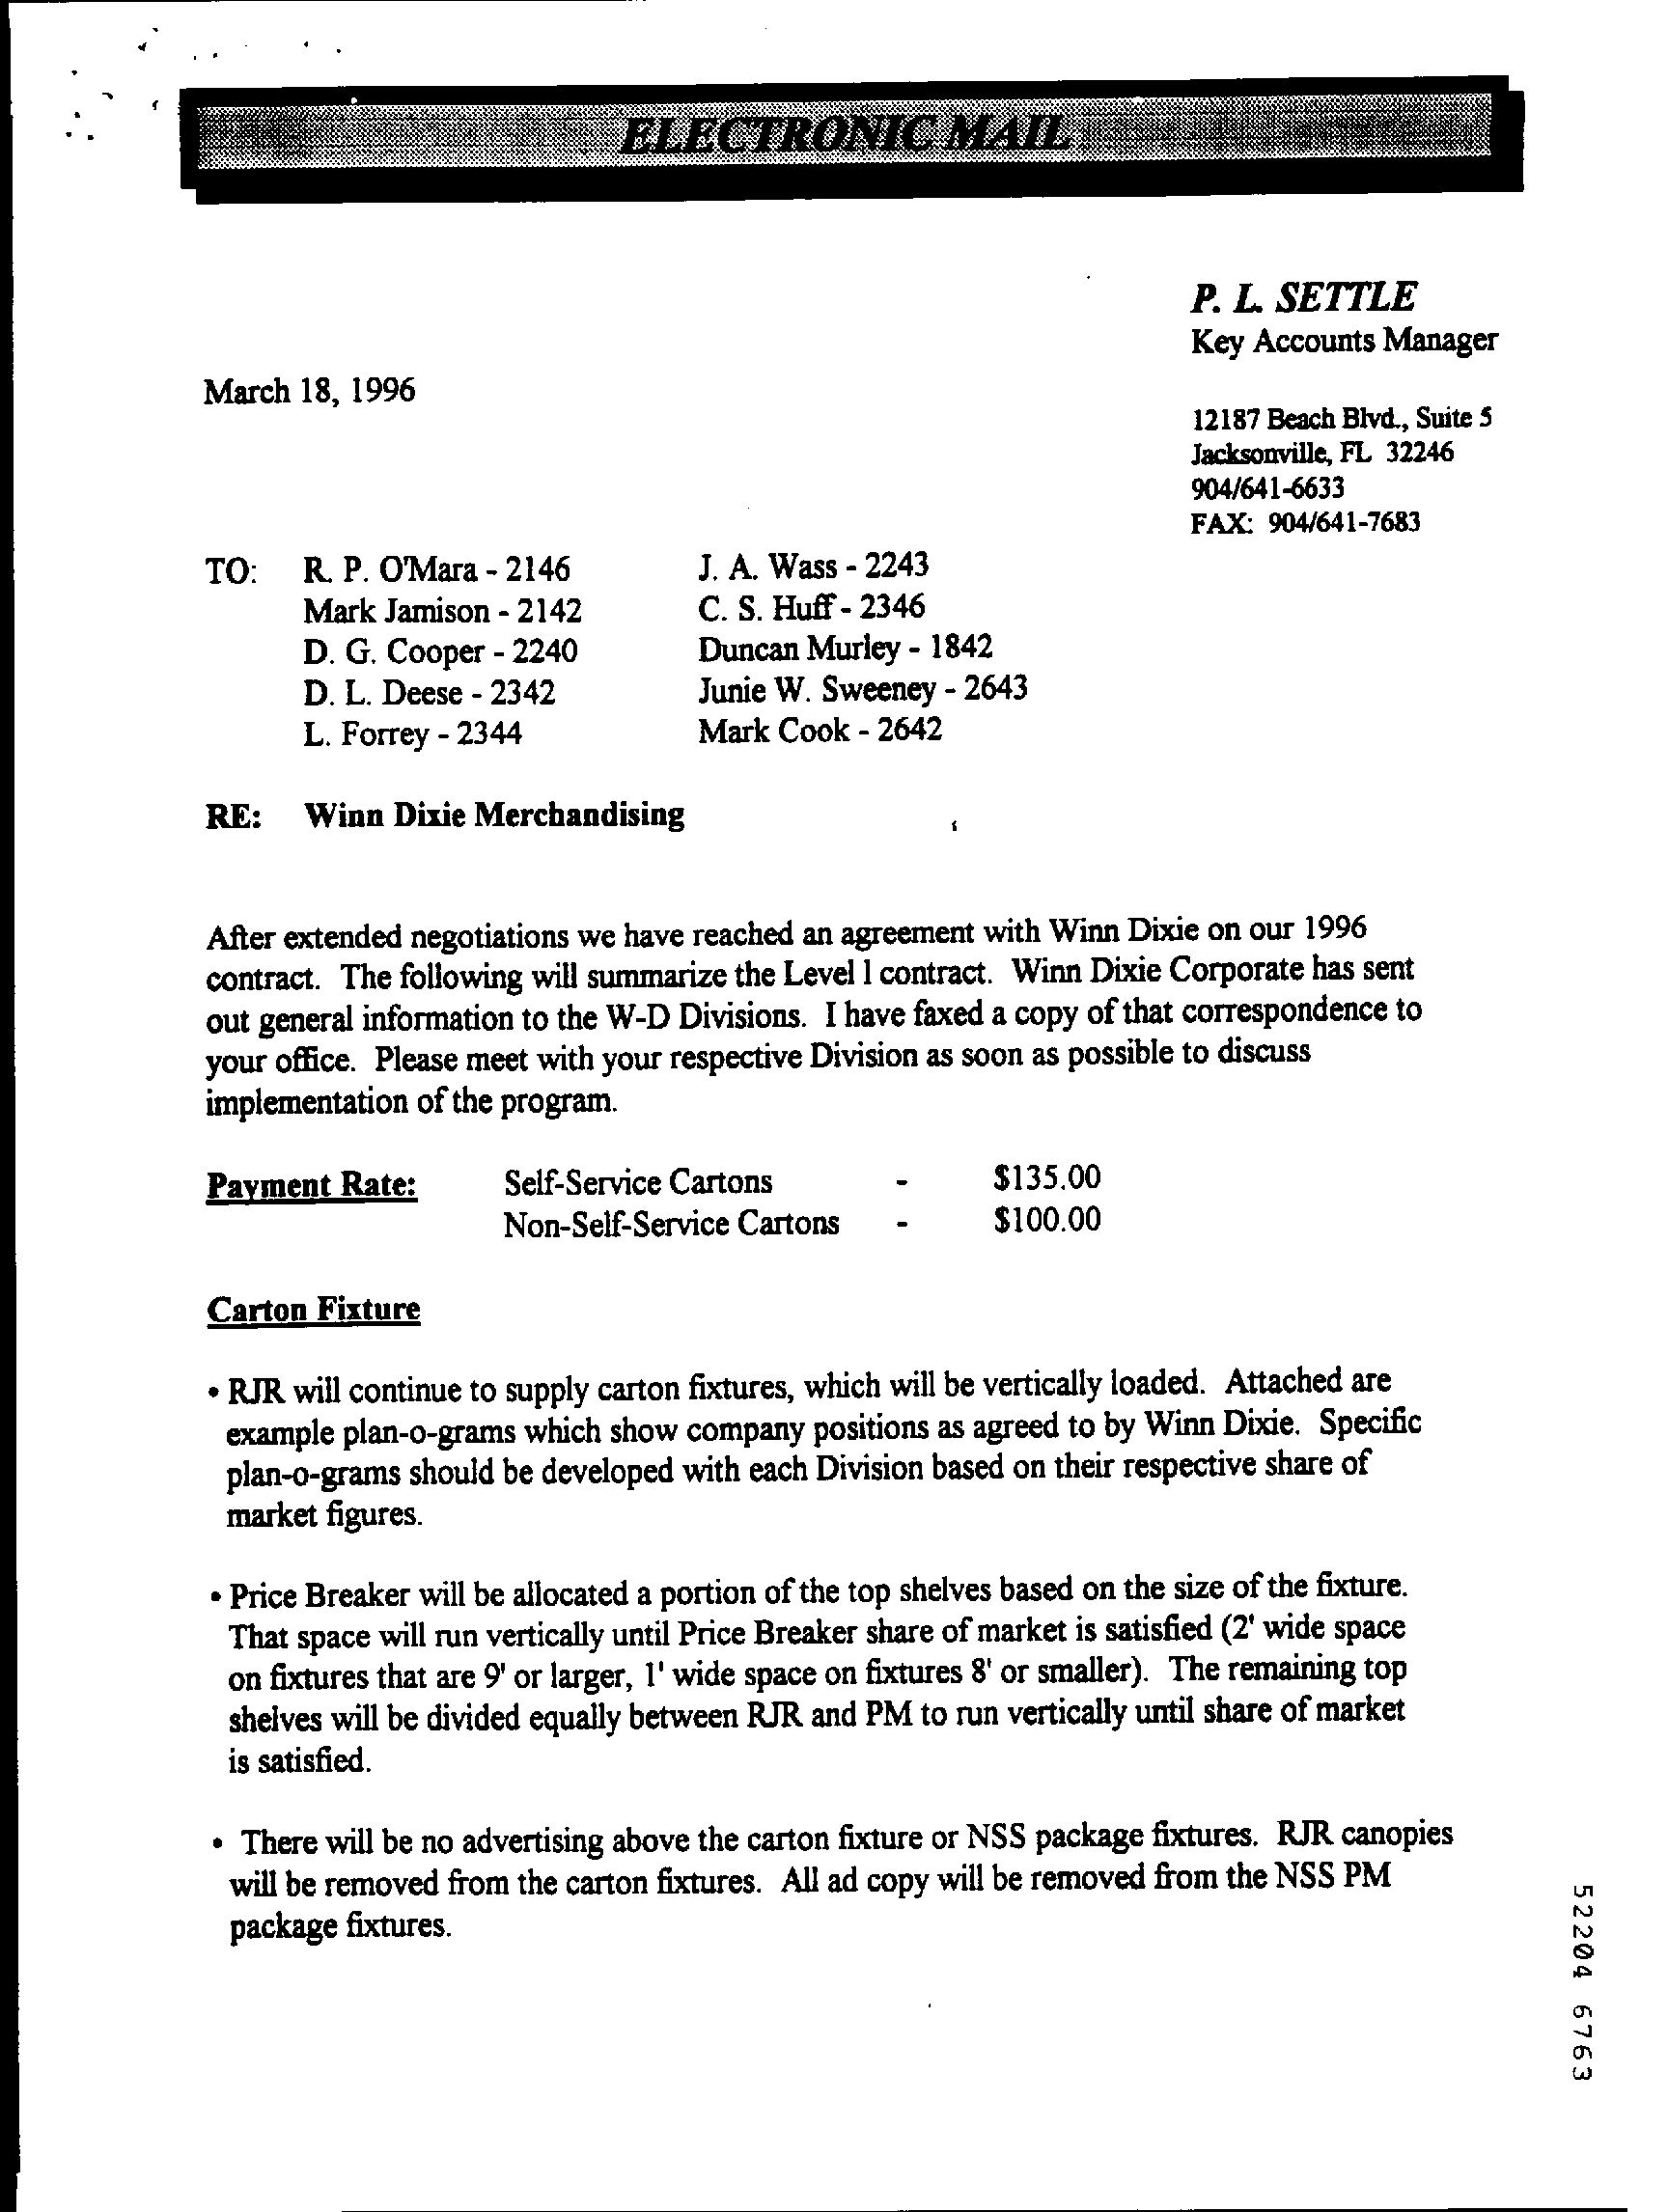 ELECTRONIC MAIL
P. L. SETTLE
Key Accounts Manager
March 18, 1996
12187 Beach Blvd., Suite 5
Jacksonville, FL 32246
904/641-6633
FAX: 904/641-7683
TO: R. P. O'Mara - 2146 J. A. Wass - 2243
Mark Jamison - 2142 C. S. Huff - 2346
D. G. Cooper - 2240 Duncan Murley - 1842
D. L. Deese - 2342 Junie W. Sweeney - 2643
L. Forrey - 2344 Mark Cook - 2642
RE: Winn Dixie Merchandising
After extended negotiations we have reached an agreement with Winn Dixie on our 1996
contract. The following will summarize the Level 1 contract. Winn Dixie Corporate has sent
out general information to the W-D Divisions. I have faxed a copy of that correspondence to
your office. Please meet with your respective Division as soon as possible to discuss
implementation of the program.
Payment Rate: Self-Service Cartons - $135.00
Non-Self-Service Cartons - $100.00
Carton Fixture
• RJR will continue to supply carton fixtures, which will be vertically loaded. Attached are
example plan-o-grams which show company positions as agreed to by Winn Dixie. Specific
plan-o-grams should be developed with each Division based on their respective share of
market figures.
• Price Breaker will be allocated a portion of the top shelves based on the size of the fixture.
That space will run vertically until Price Breaker share of market is satisfied (2' wide space
on fixtures that are 9' or larger, 1' wide space on fixtures 8' or smaller). The remaining top
shelves will be divided equally between RJR and PM to run vertically until share of market
is satisfied.
• There will be no advertising above the carton fixture or NSS package fixtures. RJR canopies
will be removed from the carton fixtures. All ad copy will be removed from the NSS PM
package fixtures.
52204 6763